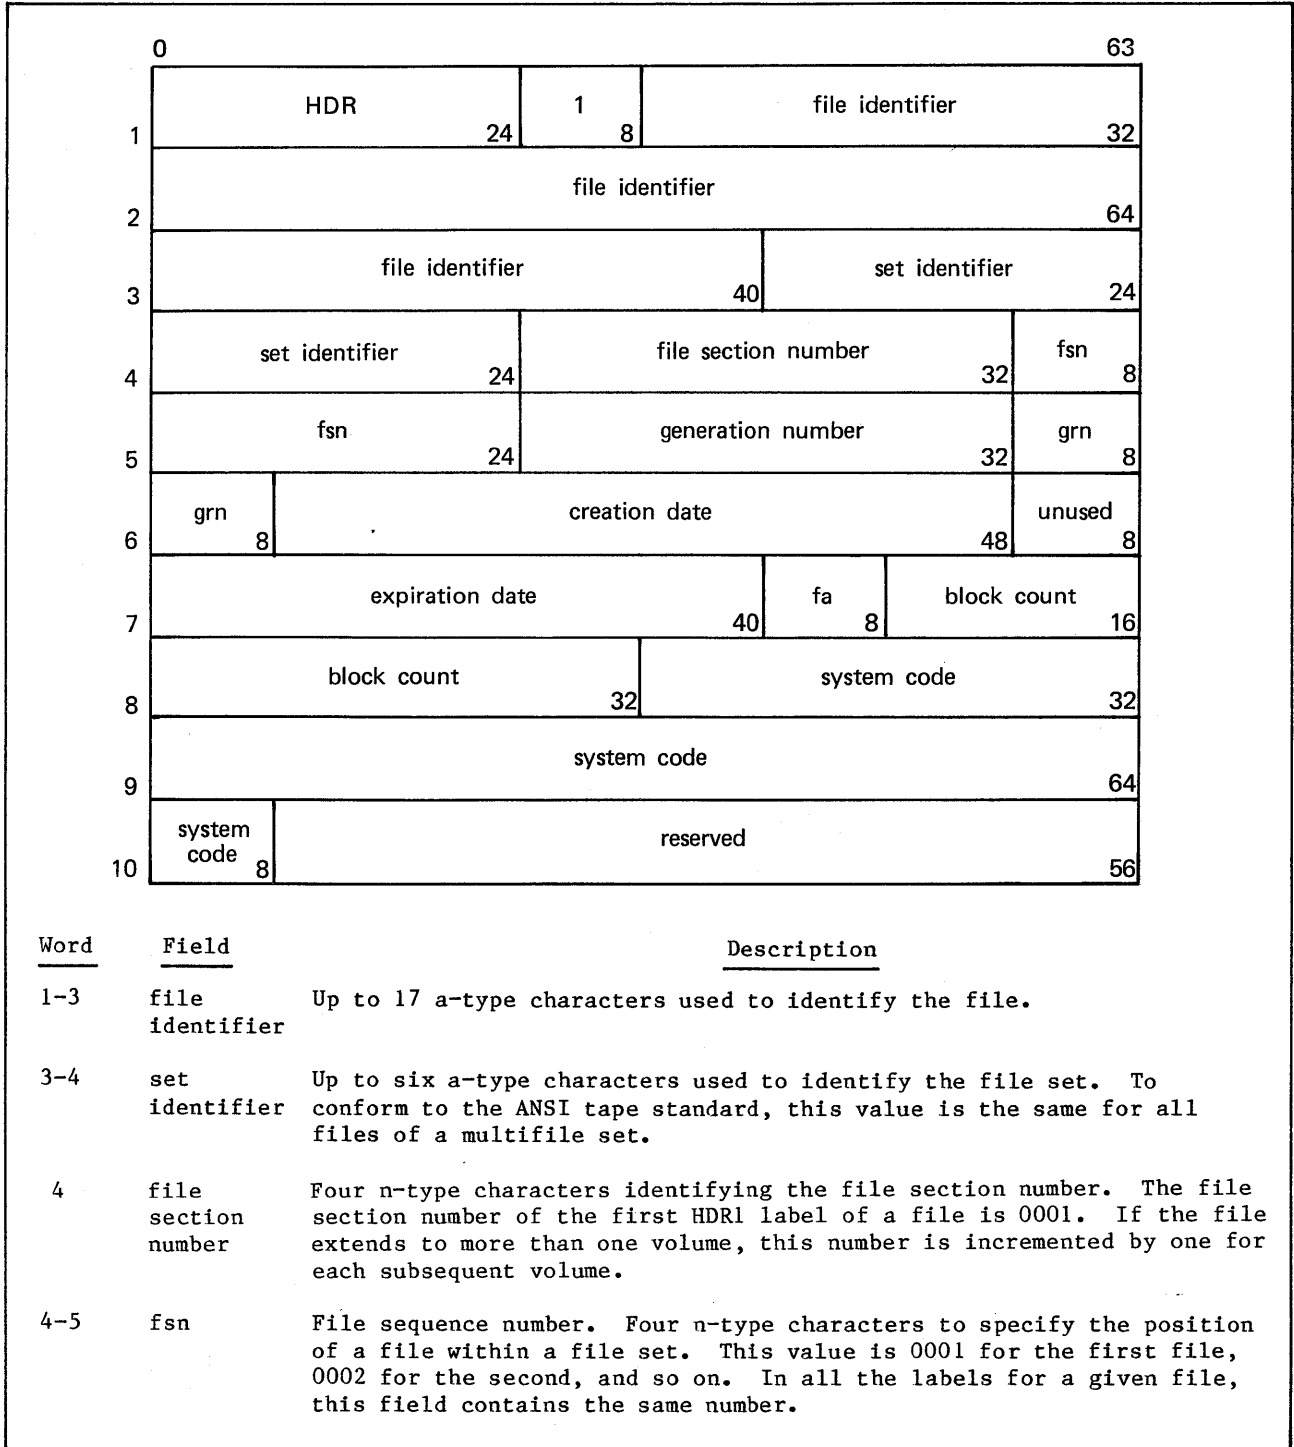 0 63
HDR 1 file identifier
1 24 8 32
file identifier
2 64
file identifier set identifier
3 40 24
set identifier file section number fsn
4 24 32 8
fsn generation number grn
5 24 32 8
grn creation date unused
6 8 48 8
expiration date fa block count
7 40 8 16
block count system code
8 32 32
system code
9 64
system
code reserved
10 8 56
Word Field Description
1-3 file Up to 17 a-type characters used to identify the file.
identifier
3-4 set Up to six a-type characters used to identify the file set. To
identifier conform to the ANSI tape standard, this value is the same for all
files of a multifile set.
4 file Four n-type characters identifying the file section number. The file
section section number of the first HDR1 label of a file is 0001. If the file
number extends to more than one volume, this number is incremented by one for
each subsequent volume.
4-5 fsn File sequence number. Four n-type characters to specify the position
of a file within a file set. This value is 0001 for the first file,
0002 for the second, and so on. In all the labels for a given file,
this field contains the same number.